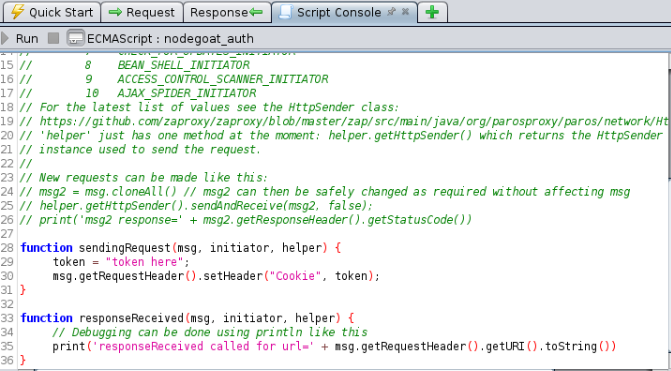 Quick Start Request Response Script Console
Run ECMAScript : nodegoat_auth
15 // 8 BEAN_SHELL_INITIATOR
16 // 9 ACCESS_CONTROL_SCANNER_INITIATOR
17 // 10 AJAX_SPIDER_INITIATOR
18 // For the latest list of values see the HttpSender class:
19 // https://github.com/zaproxy/zaproxy/blob/master/zap/src/main/java/org/parosproxy/paros/network/Ht
20 // 'helper' just has one method at the moment: helper.getHttpSender() which returns the HttpSender
21 // instance used to send the request.
22 //
23 // New requests can be made like this:
24 // msg2 = msg.cloneAll() // msg2 can then be safely changed as required without affecting msg
25 // helper.getHttpSender().sendAndReceive(msg2, false);
26 // print('msg2 response=' + msg2.getResponseHeader().getStatusCode())
27
28 function sendingRequest(msg, initiator, helper) {
29 token = "token here";
30 msg.getRequestHeader().setHeader("Cookie", token);
31 }
32
33 function responseReceived(msg, initiator, helper) {
34 // Debugging can be done using println like this
35 print('responseReceived called for url=' + msg.getRequestHeader().getURI().toString())
36 }